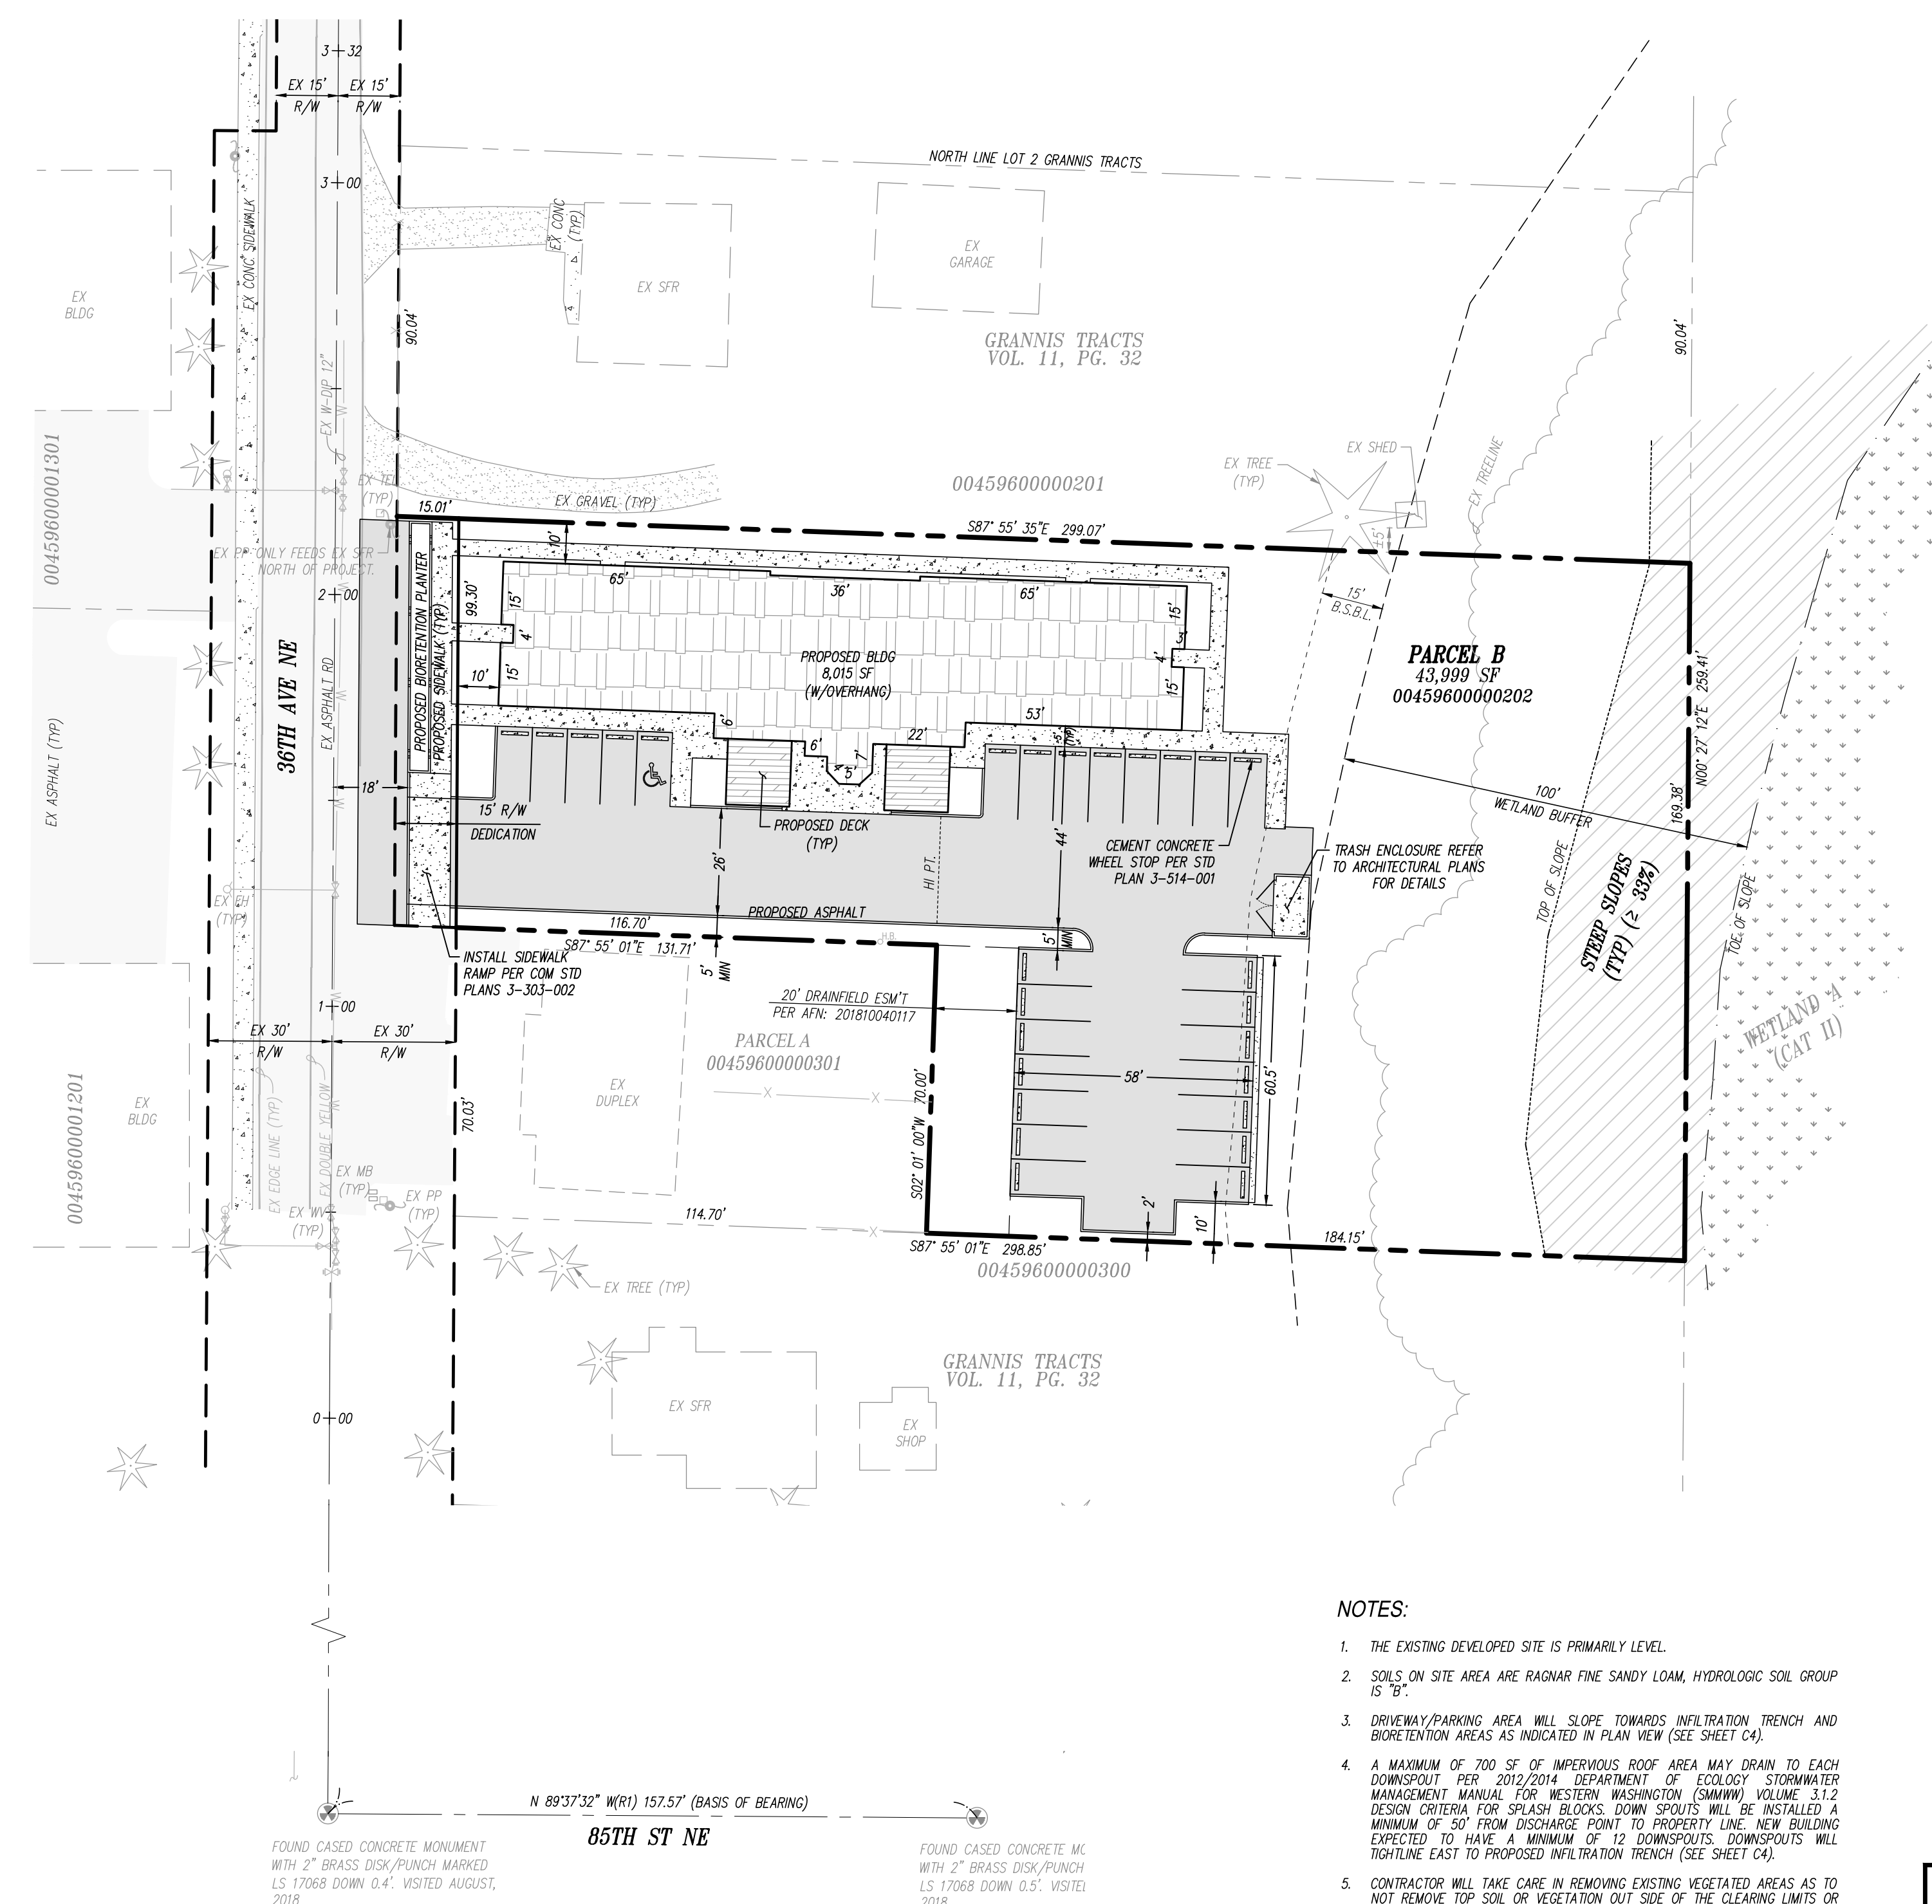 3+32
EX 15'
R/W
EX 15'
R/W
NORTH LINE LOT 2 GRANNIS TRACTS
3+00
EX CONC. SIDEWALK
EX CONC
(TYP)
EX SFR
EX
GARAGE
EX
BLDG
90.04'
90.04'
GRANNIS TRACTS
VOL. 11, PG. 32
EX W-DIP 12"
W
00459600001301
EX TEL
(TYP)
EX GRAVEL (TYP)
00459600000201
EX TREE
(TYP)
EX SHED
EX TREELINE
15.01'
S87° 55' 35"E 299.07'
±5'
EX PP-ONLY FEEDS EX SFR
NORTH OF PROJECT.
10'
2+00
W
PROPOSED BIORETENTION PLANTER
PROPOSED SIDEWALK (TYP)
99.30'
65'
36'
65'
15'
4'
15'
10'
15'
3'
4'
15'
PROPOSED BLDG
8,015 SF
(W/OVERHANG)
15'
B.S.B.L.
PARCEL B
43,999 SF
00459600000202
36TH AVE NE
EX ASPHALT RD
W
EX ASPHALT (TYP)
6'
6'
4'
5'
7'
22'
53'
5'
(TYP)
N00° 27' 12"E 259.41'
169.38'
18'
W
15' R/W
DEDICATION
PROPOSED DECK
(TYP)
26'
HI PT.
44'
CEMENT CONCRETE
WHEEL STOP PER STD
PLAN 3-514-001
TRASH ENCLOSURE REFER
TO ARCHITECTURAL PLANS
FOR DETAILS
100'
WETLAND BUFFER
TOP OF SLOPE
STEEP SLOPES
(TYP) (≥ 33%)
TOE OF SLOPE
EX FH
(TYP)
W
116.70'
PROPOSED ASPHALT
S87° 55' 01"E 131.71'
H.B.
5'
MIN
5'
MIN
INSTALL SIDEWALK
RAMP PER COM STD
PLANS 3-303-002
20' DRAINFIELD ESM'T
PER AFN: 201810040117
W
1+00
EX 30'
R/W
EX 30'
R/W
PARCEL A
00459600000301
WETLAND A
(CAT II)
EX
DUPLEX
X
X
58'
60.5'
S02° 01' 00"W 70.00'
70.03'
00459600001201
EX
BLDG
EX EDGE LINE (TYP)
EX DOUBLE YELLOW
W
EX MB
(TYP)
EX PP
(TYP)
EX WV
(TYP)
114.70'
X
2'
10'
184.15'
S87° 55' 01"E 298.85'
00459600000300
EX TREE (TYP)
GRANNIS TRACTS
VOL. 11, PG. 32
EX SFR
EX
SHOP
0+00
N 89°37'32" W(R1) 157.57' (BASIS OF BEARING)
85TH ST NE
FOUND CASED CONCRETE MONUMENT
WITH 2" BRASS DISK/PUNCH MARKED
LS 17068 DOWN 0.4'. VISITED AUGUST,
2018
FOUND CASED CONCRETE MC
WITH 2" BRASS DISK/PUNCH
LS 17068 DOWN 0.5'. VISITE
2018
NOTES:
1. THE EXISTING DEVELOPED SITE IS PRIMARILY LEVEL.
2. SOILS ON SITE AREA ARE RAGNAR FINE SANDY LOAM, HYDROLOGIC SOIL GROUP
IS "B".
3. DRIVEWAY/PARKING AREA WILL SLOPE TOWARDS INFILTRATION TRENCH AND
BIORETENTION AREAS AS INDICATED IN PLAN VIEW (SEE SHEET C4).
4. A MAXIMUM OF 700 SF OF IMPERVIOUS ROOF AREA MAY DRAIN TO EACH
DOWNSPOUT PER 2012/2014 DEPARTMENT OF ECOLOGY STORMWATER
MANAGEMENT MANUAL FOR WESTERN WASHINGTON (SMMWW) VOLUME 3.1.2
DESIGN CRITERIA FOR SPLASH BLOCKS. DOWN SPOUTS WILL BE INSTALLED A
MINIMUM OF 50' FROM DISCHARGE POINT TO PROPERTY LINE. NEW BUILDING
EXPECTED TO HAVE A MINIMUM OF 12 DOWNSPOUTS. DOWNSPOUTS WILL
TIGHTLINE EAST TO PROPOSED INFILTRATION TRENCH (SEE SHEET C4).
5. CONTRACTOR WILL TAKE CARE IN REMOVING EXISTING VEGETATED AREAS AS TO
NOT REMOVE TOP SOIL OR VEGETATION OUT SIDE OF THE CLEARING LIMITS OR